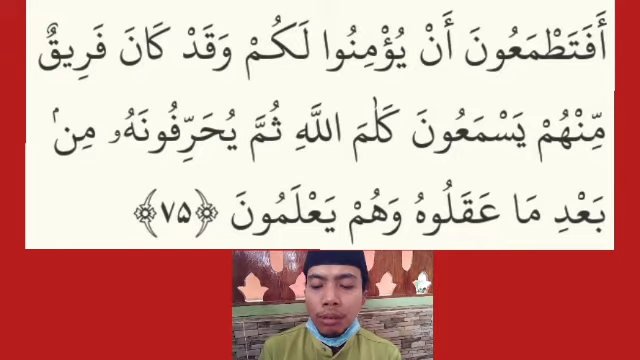 أَفَتَطْمَعُونَ أَنْ يُؤْمِنُوا لَكُمْ وَقَدْ كَانَ فَرِيقٌ
مِّنْهُمْ يَسْمَعُونَ كَلَٰمَ اللَّهِ ثُمَّ يُحَرِّفُونَهُۥ مِنۢ
بَعْدِ مَا عَقَلُوهُ وَهُمْ يَعْلَمُونَ ﴿٧٥﴾